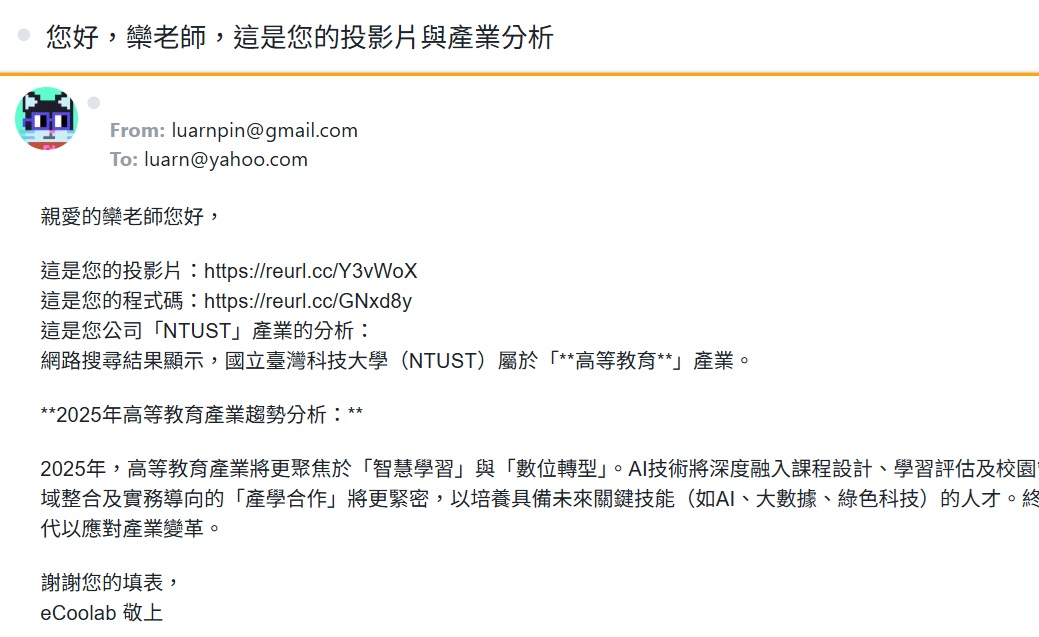 您好，欒老師，這是您的投影片與產業分析
From: luarnpin@gmail.com
To: luarn@yahoo.com
親愛的欒老師您好，
這是您的投影片：https://reurl.cc/Y3vWoX
這是您的程式碼：https://reurl.cc/GNxd8y
這是您公司「NTUST」產業的分析：
網路搜尋結果顯示，國立臺灣科技大學（NTUST）屬於「**高等教育**」產業。
**2025年高等教育產業趨勢分析：**
2025年，高等教育產業將更聚焦於「智慧學習」與「數位轉型」。AI技術將深度融入課程設計、學習評估及校園
域整合及實務導向的「產學合作」將更緊密，以培養具備未來關鍵技能（如AI、大數據、綠色科技）的人才。終
代以應對產業變革。
謝謝您的填表，
eCoolab 敬上